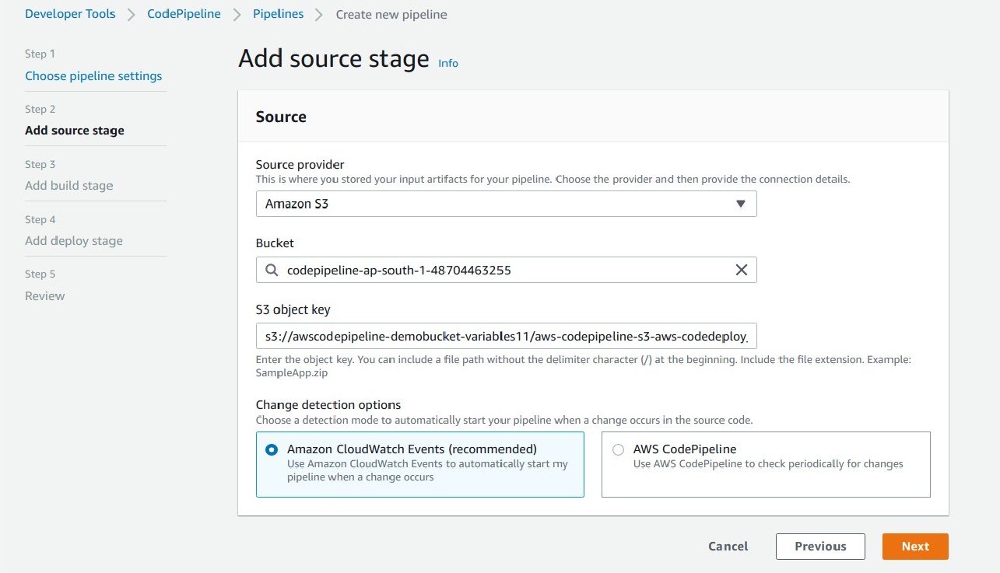 Developer Tools > CodePipeline > Pipelines > Create new pipeline
Step 1
Choose pipeline settings
Step 2
Add source stage
Step 3
Add build stage
Step 4
Add deploy stage
Step 5
Review
Add source stage Info
Source
Source provider
This is where you stored your input artifacts for your pipeline. Choose the provider and then provide the connection details.
Amazon S3
Bucket
codepipeline-ap-south-1-48704463255
S3 object key
s3://awscodepipeline-demobucket-variables11/aws-codepipeline-s3-aws-codedeploy_
Enter the object key. You can include a file path without the delimiter character (/) at the beginning. Include the file extension. Example:
SampleApp.zip
Change detection options
Choose a detection mode to automatically start your pipeline when a change occurs in the source code.
Amazon CloudWatch Events (recommended)
Use Amazon CloudWatch Events to automatically start my
pipeline when a change occurs
AWS CodePipeline
Use AWS CodePipeline to check periodically for changes
Cancel Previous Next